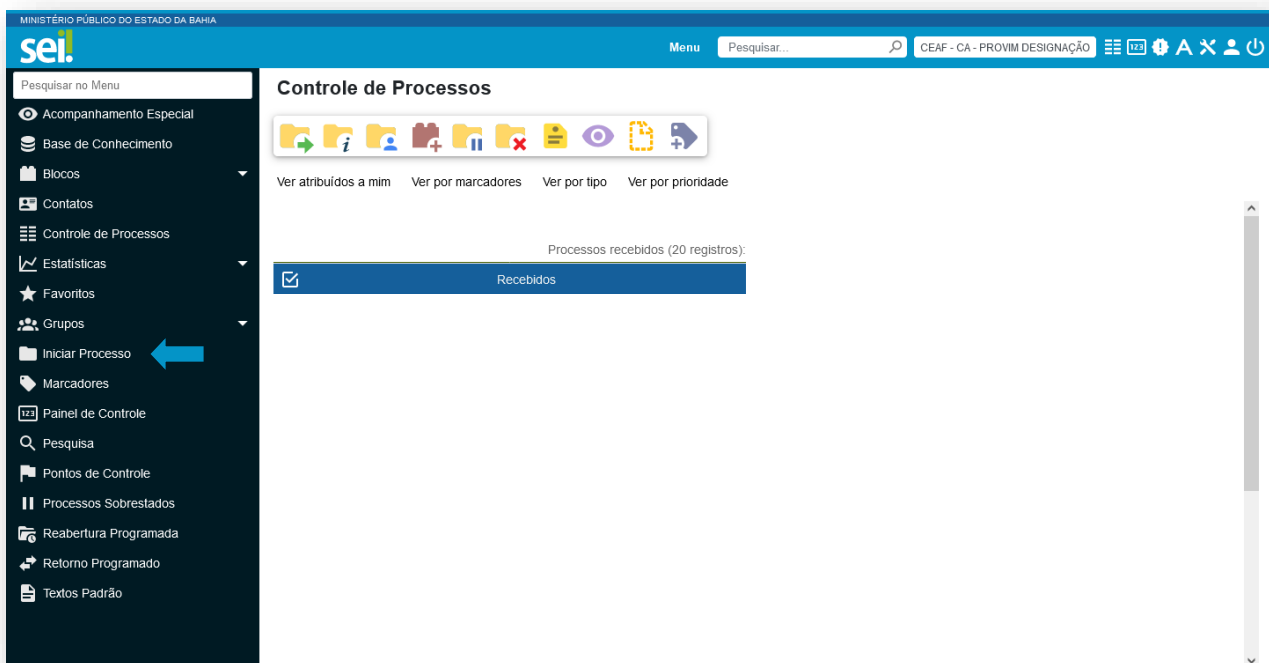 MINISTÉRIO PÚBLICO DO ESTADO DA BAHIA
sei!
Menu
Pesquisar...
CEAF - CA - PROVIM DESIGNAÇÃO
123
Pesquisar no Menu
Acompanhamento Especial
Base de Conhecimento
Blocos
Contatos
Controle de Processos
Estatísticas
Favoritos
Grupos
Iniciar Processo
Marcadores
123 Painel de Controle
Pesquisa
Pontos de Controle
Processos Sobrestados
Reabertura Programada
Retorno Programado
Textos Padrão
Controle de Processos
Ver atribuídos a mim Ver por marcadores Ver por tipo Ver por prioridade
Processos recebidos (20 registros):
Recebidos